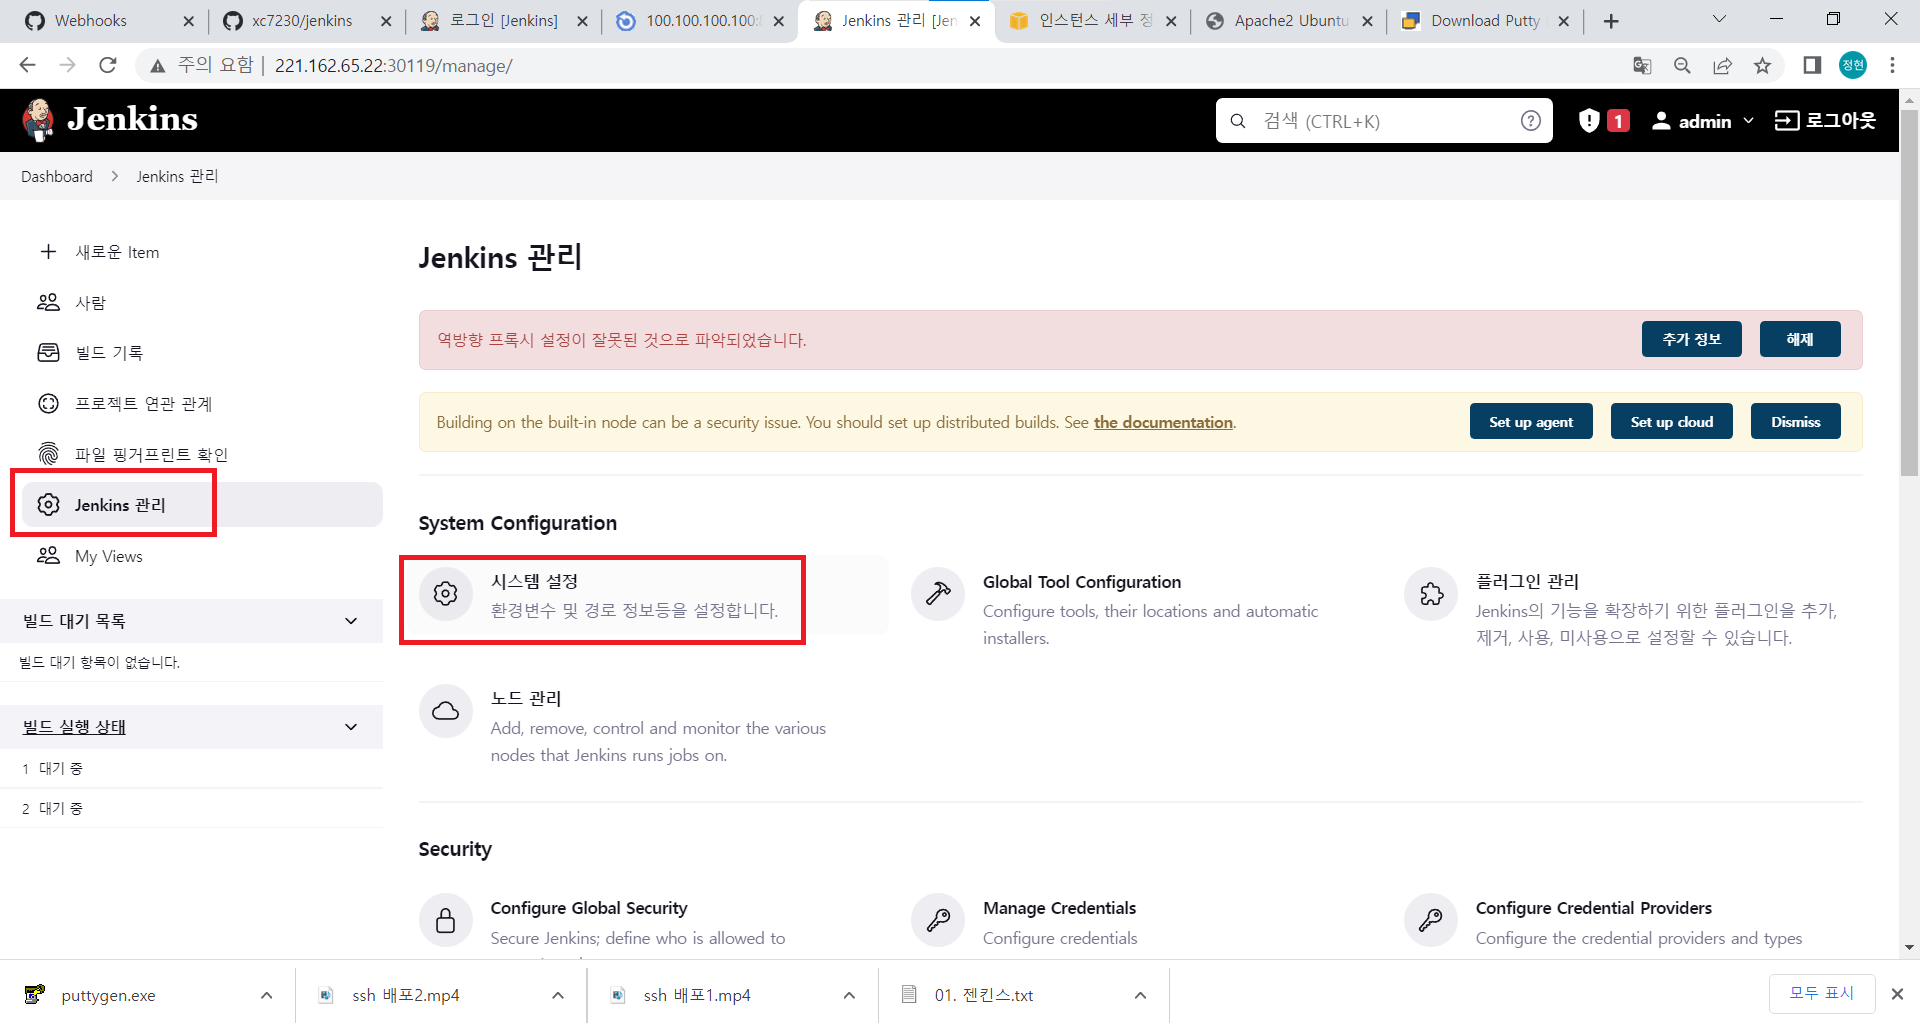 Webhooks
xc7230/jenkins
로그인 [Jenkins]
100.100.100.100:
Jenkins 관리 [Jen
인스턴스 세부 정
Apache2 Ubuntu
Download Putty
주의 요함 | 221.162.65.22:30119/manage/
정현
Jenkins
검색 (CTRL+K)
1
admin
로그아웃
Dashboard > Jenkins 관리
새로운 Item
사람
빌드 기록
프로젝트 연관 관계
파일 핑거프린트 확인
Jenkins 관리
My Views
빌드 대기 목록
빌드 대기 항목이 없습니다.
빌드 실행 상태
1 대기 중
2 대기 중
Jenkins 관리
역방향 프록시 설정이 잘못된 것으로 파악되었습니다.
추가 정보
해제
Building on the built-in node can be a security issue. You should set up distributed builds. See the documentation.
Set up agent
Set up cloud
Dismiss
System Configuration
시스템 설정
환경변수 및 경로 정보등을 설정합니다.
Global Tool Configuration
Configure tools, their locations and automatic
installers.
플러그인 관리
Jenkins의 기능을 확장하기 위한 플러그인을 추가,
제거, 사용, 미사용으로 설정할 수 있습니다.
노드 관리
Add, remove, control and monitor the various
nodes that Jenkins runs jobs on.
Security
Configure Global Security
Secure Jenkins; define who is allowed to
Manage Credentials
Configure credentials
Configure Credential Providers
Configure the credential providers and types
puttygen.exe
ssh 배포2.mp4
ssh 배포1.mp4
01. 젠킨스.txt
모두 표시